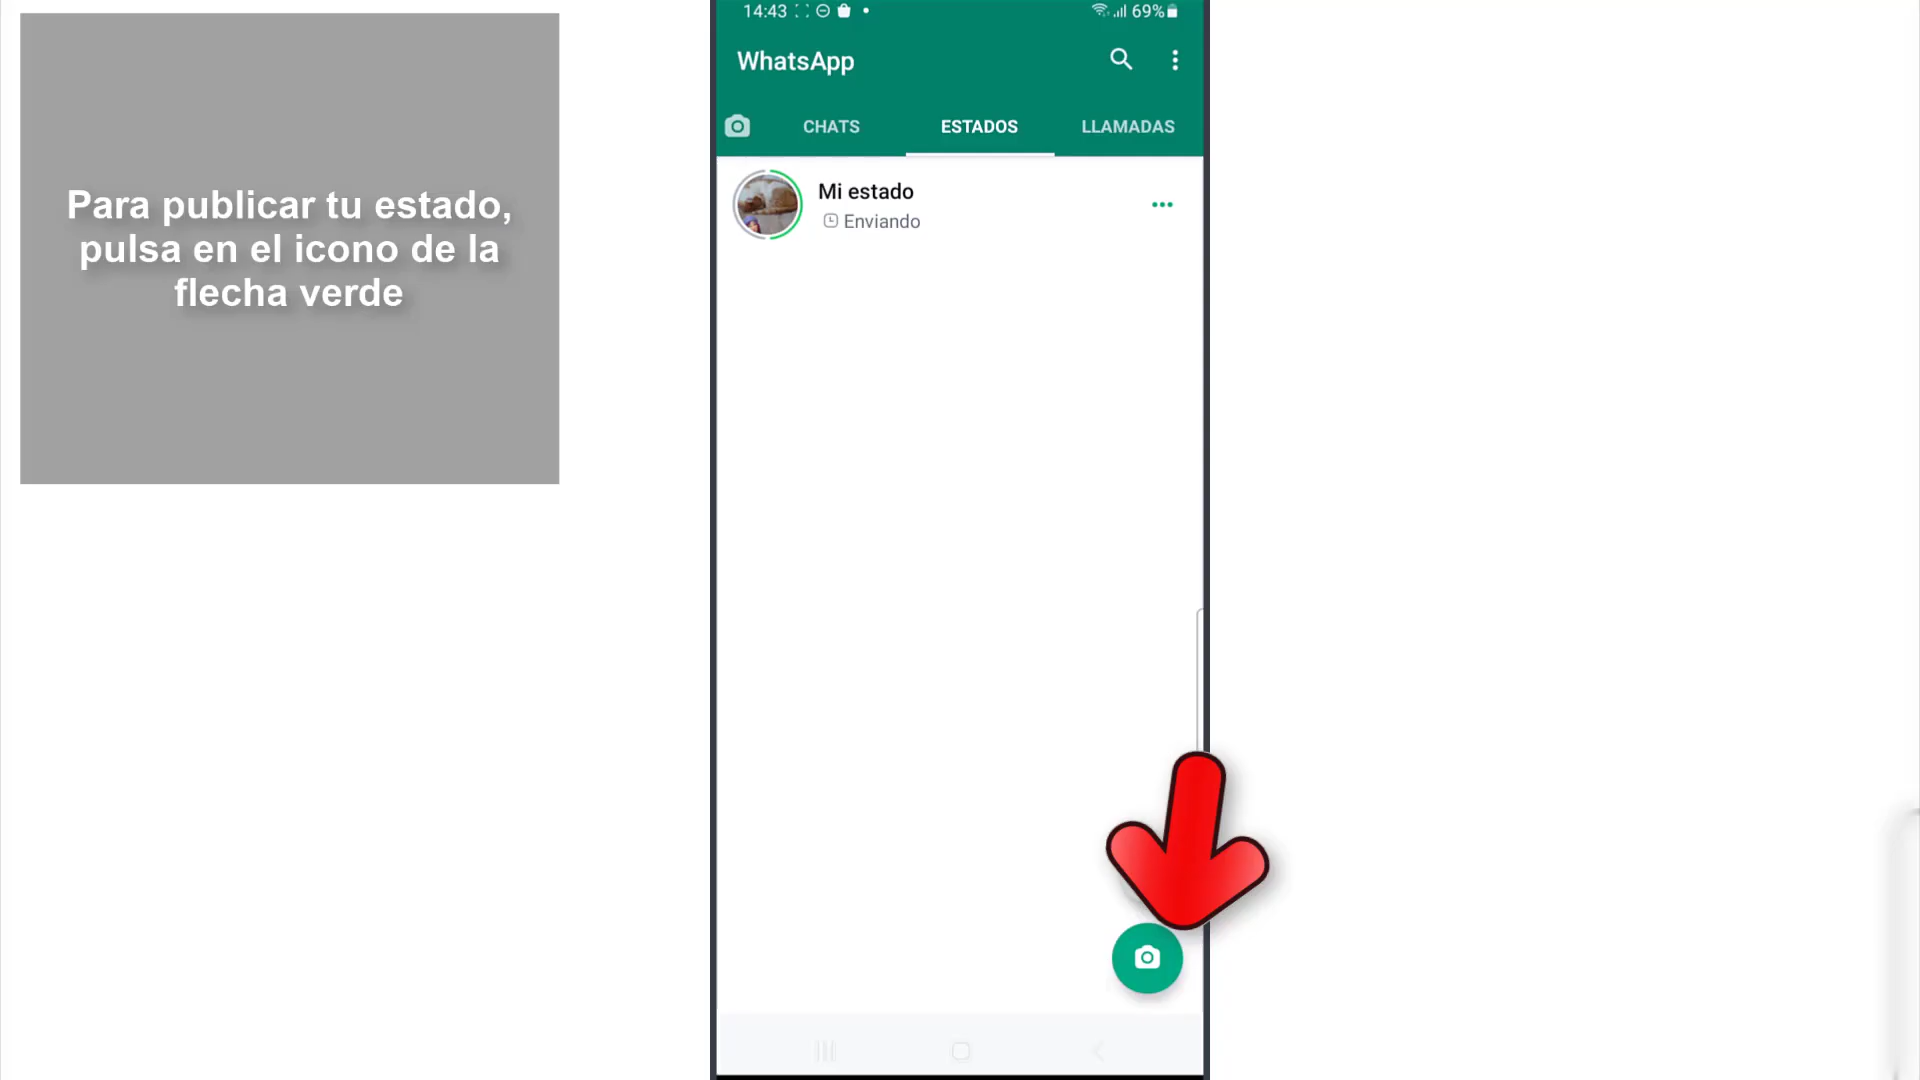 Para publicar tu estado,
pulsa en el icono de la
flecha verde
14:43
69%
WhatsApp
CHATS
ESTADOS
LLAMADAS
Mi estado
Enviando